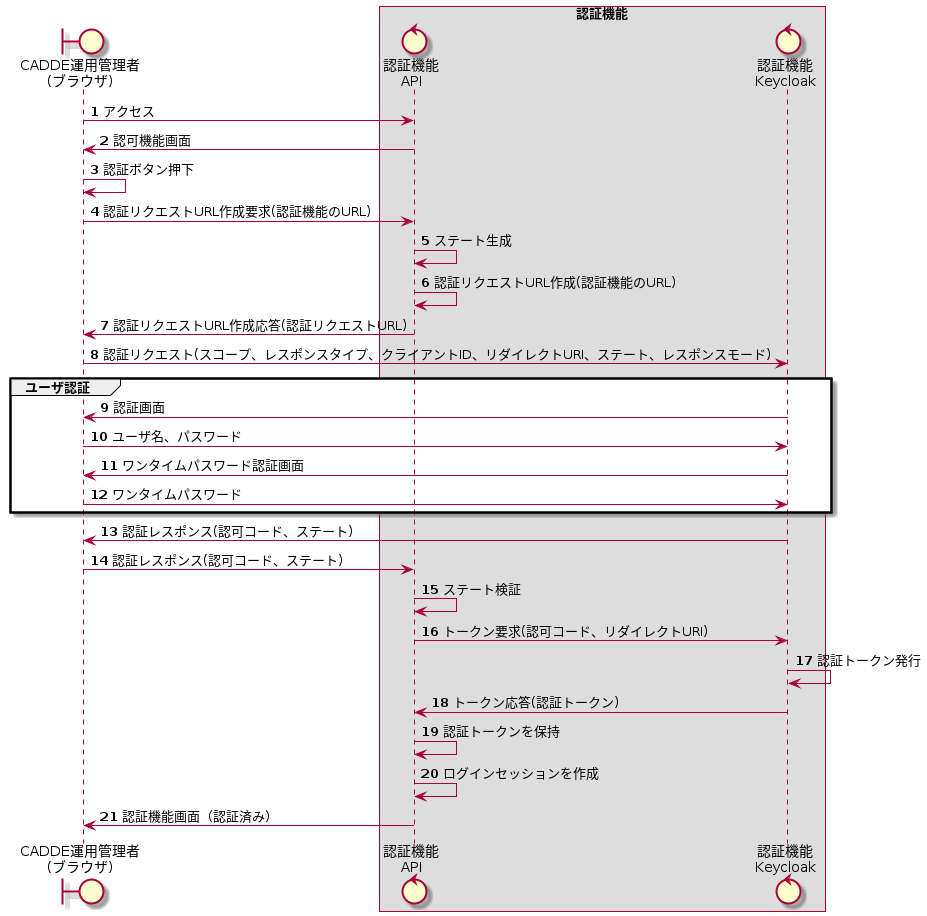 認証機能
CADDE運用管理者
(ブラウザ)
認証機能
API
認証機能
Keycloak
1 アクセス
2 認可機能画面
3 認証ボタン押下
4 認証リクエストURL作成要求(認証機能のURL)
5 ステート生成
6 認証リクエストURL作成(認証機能のURL)
7 認証リクエストURL作成応答(認証リクエストURL)
8 認証リクエスト(スコープ、レスポンスタイプ、クライアントID、リダイレクトURI、ステート、レスポンスモード)
ユーザ認証
9 認証画面
10 ユーザ名、パスワード
11 ワンタイムパスワード認証画面
12 ワンタイムパスワード
13 認証レスポンス(認可コード、ステート)
14 認証レスポンス(認可コード、ステート)
15 ステート検証
16 トークン要求(認可コード、リダイレクトURI)
17 認証トークン発行
18 トークン応答(認証トークン)
19 認証トークンを保持
20 ログインセッションを作成
21 認証機能画面（認証済み）
CADDE運用管理者
(ブラウザ)
認証機能
API
認証機能
Keycloak